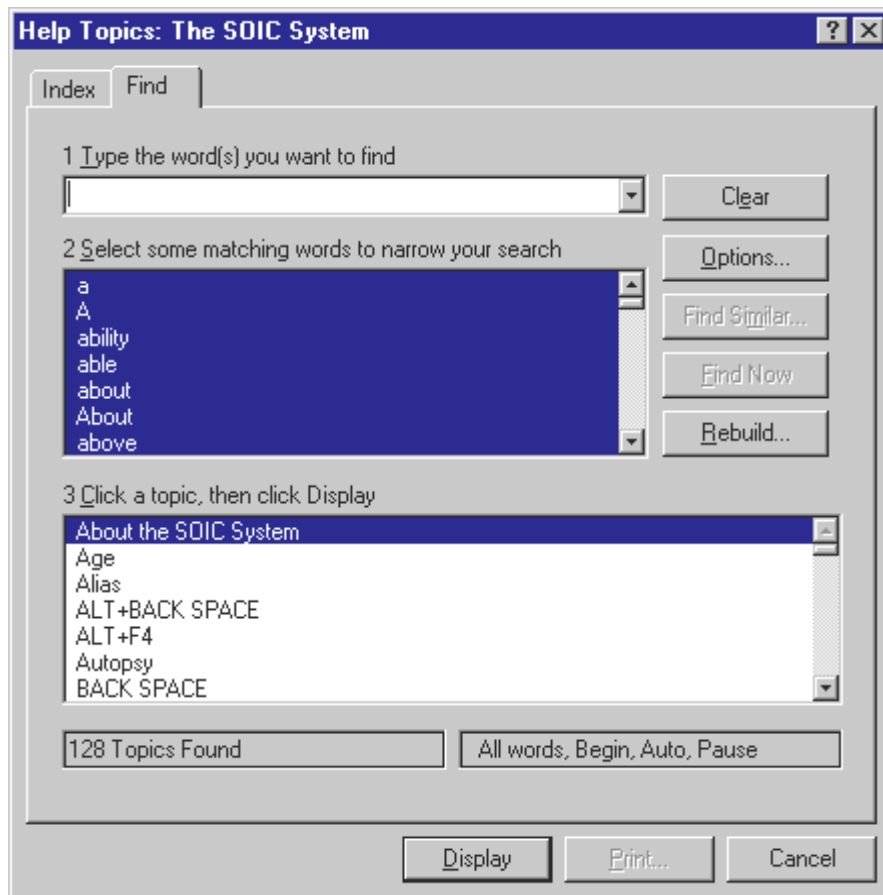 Help Topics: The SOIC System
Index
Find
1 Type the word(s) you want to find
Clear
2 Select some matching words to narrow your search
Options...
a
A
ability
able
about
About
above
Find Similar...
Find Now
Rebuild...
3 Click a topic, then click Display
About the SOIC System
Age
Alias
ALT+BACK SPACE
ALT+F4
Autopsy
BACK SPACE
128 Topics Found
All words, Begin, Auto, Pause
Display
Print...
Cancel